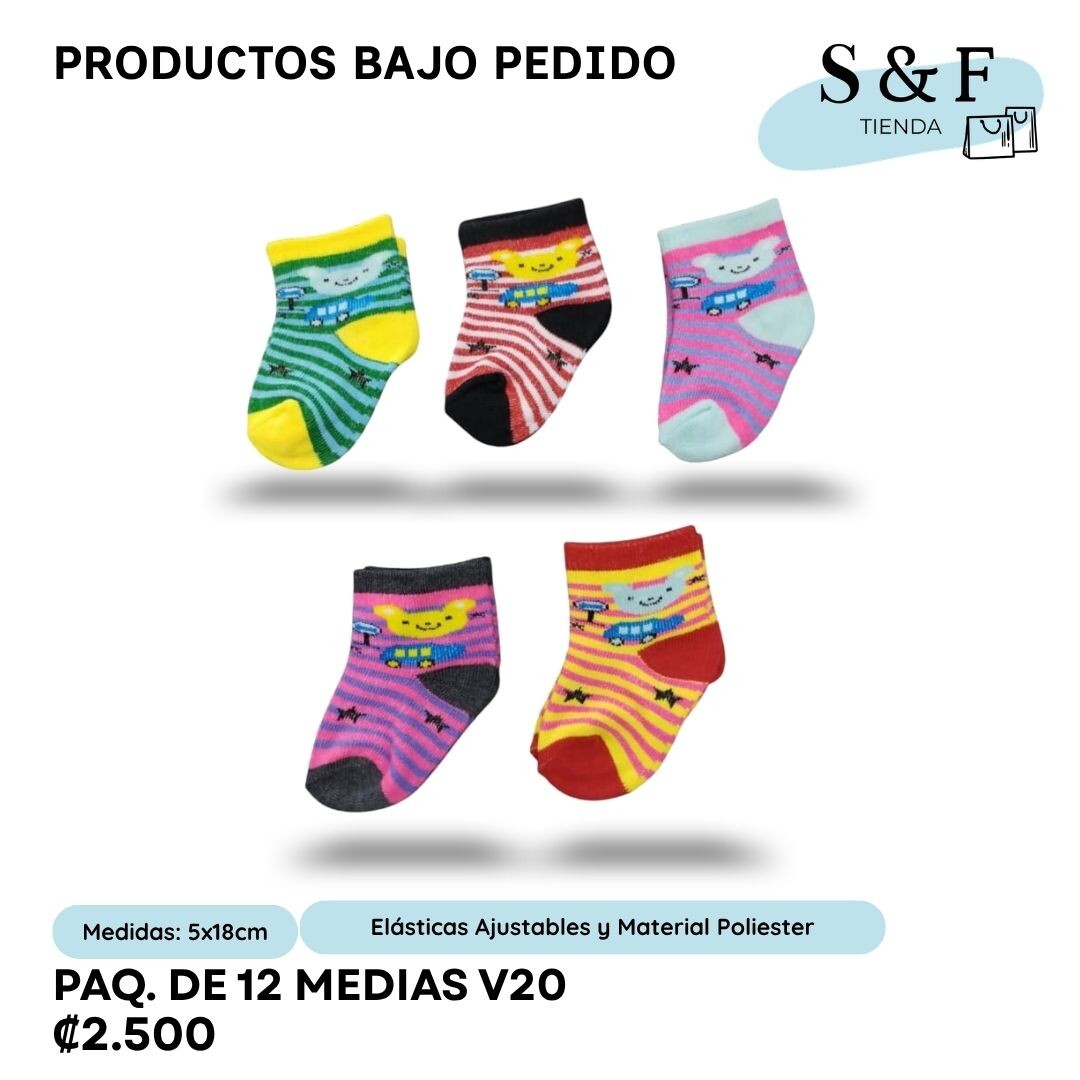 PRODUCTOS BAJO PEDIDO
S & F
TIENDA
Medidas: 5x18cm
Elásticas Ajustables y Material Poliester
PAQ. DE 12 MEDIAS V20
₡2.500